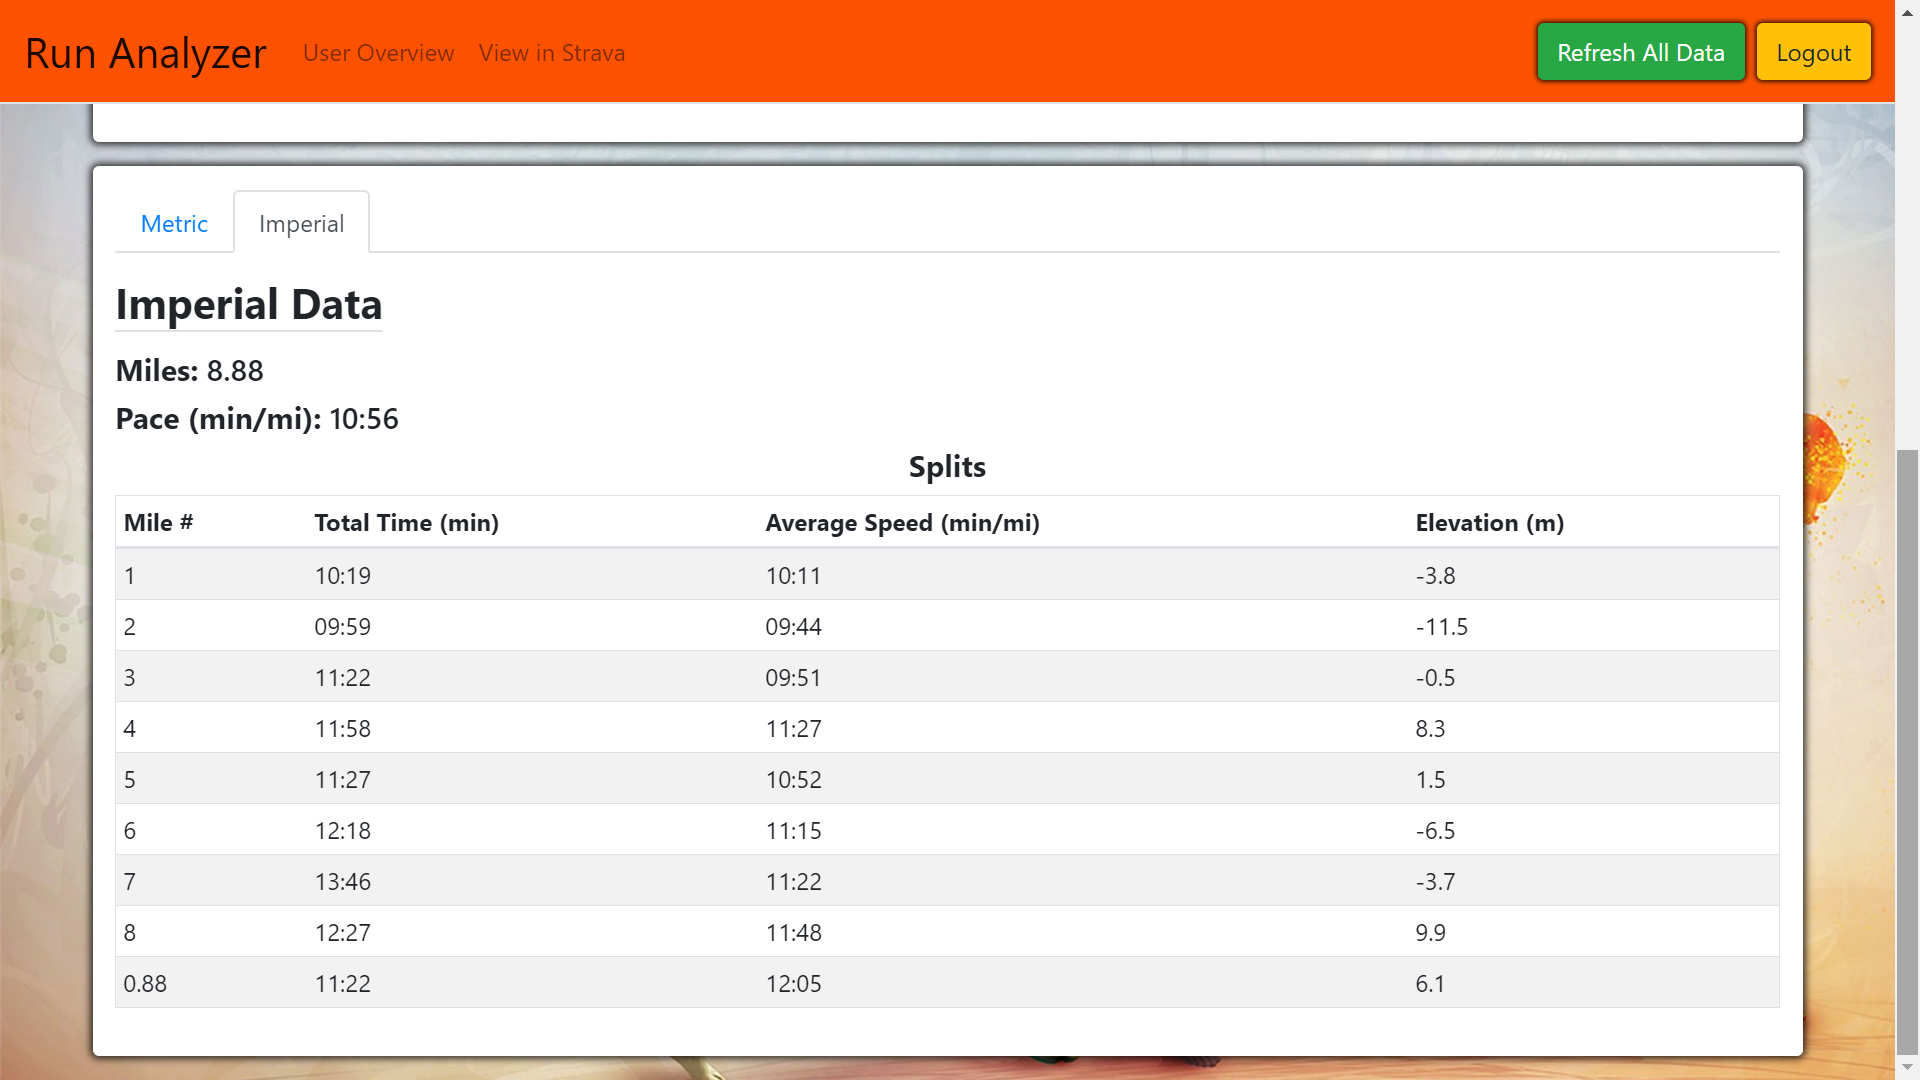 Run Analyzer User Overview View in Strava Refresh All Data Logout
Metric Imperial
Imperial Data
Miles: 8.88
Pace (min/mi): 10:56
Splits
Mile # Total Time (min) Average Speed (min/mi) Elevation (m)
1 10:19 10:11 -3.8
2 09:59 09:44 -11.5
3 11:22 09:51 -0.5
4 11:58 11:27 8.3
5 11:27 10:52 1.5
6 12:18 11:15 -6.5
7 13:46 11:22 -3.7
8 12:27 11:48 9.9
0.88 11:22 12:05 6.1